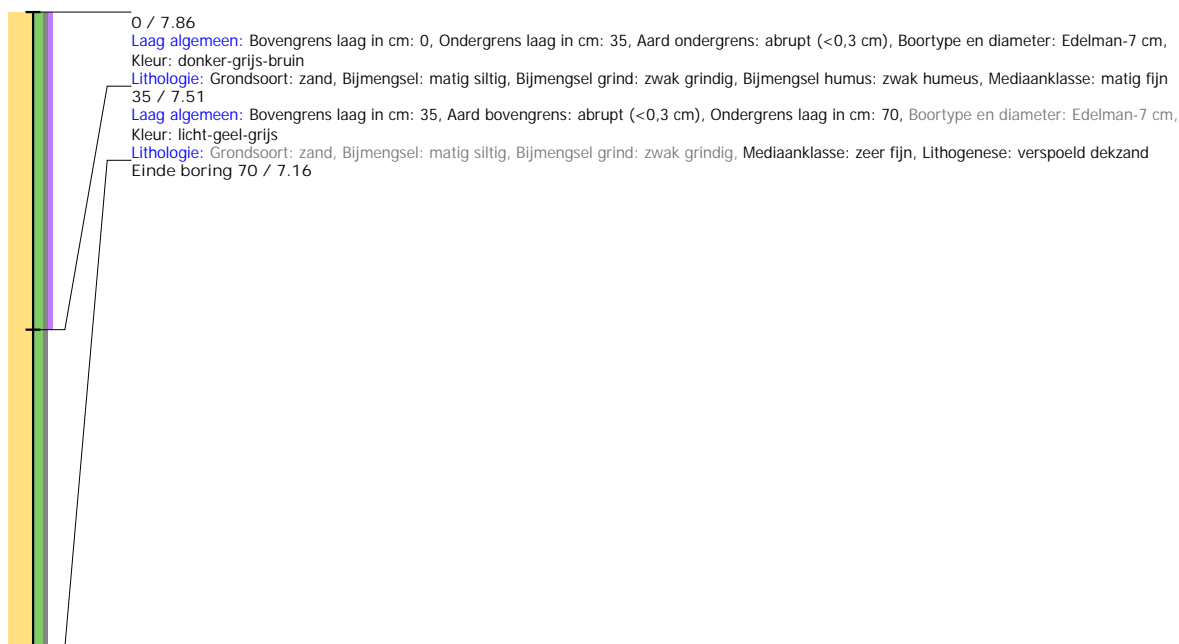 0 / 7.86
Laag algemeen: Bovengrens laag in cm: 0, Ondergrens laag in cm: 35, Aard ondergrens: abrupt (<0,3 cm), Boortype en diameter: Edelman-7 cm,
Kleur: donker-grijs-bruin
Lithologie: Grondsoort: zand, Bijmengsel: matig siltig, Bijmengsel grind: zwak grindig, Bijmengsel humus: zwak humeus, Mediaanklasse: matig fijn
35 / 7.51
Laag algemeen: Bovengrens laag in cm: 35, Aard bovengrens: abrupt (<0,3 cm), Ondergrens laag in cm: 70, Boortype en diameter: Edelman-7 cm,
Kleur: licht-geel-grijs
Lithologie: Grondsoort: zand, Bijmengsel: matig siltig, Bijmengsel grind: zwak grindig, Mediaanklasse: zeer fijn, Lithogenese: verspoeld dekzand
Einde boring 70 / 7.16